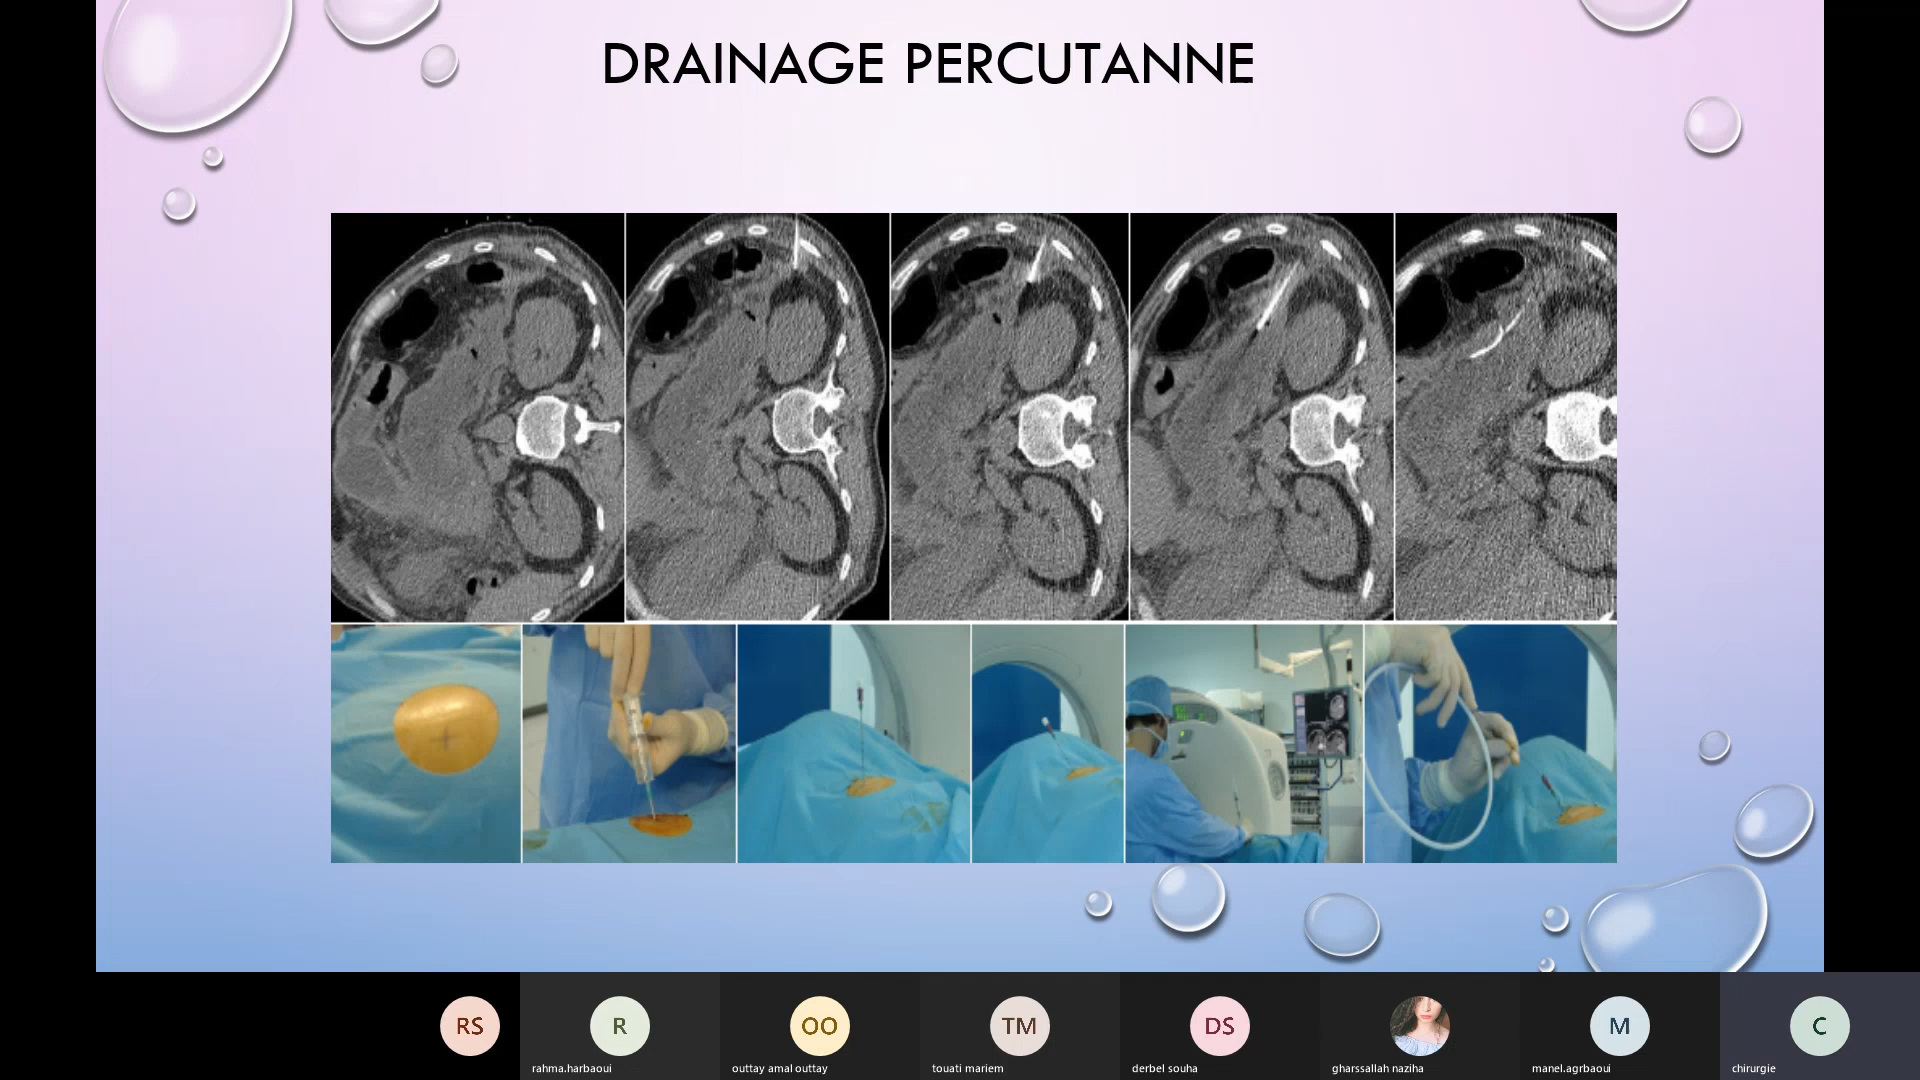 DRAINAGE PERCUTANNE
RS
R
OO
TM
DS
M
C
rahma.harbaoui
outtay amal outtay
touati mariem
derbel souha
gharssallah naziha
manel.agrbaoui
chirurgie